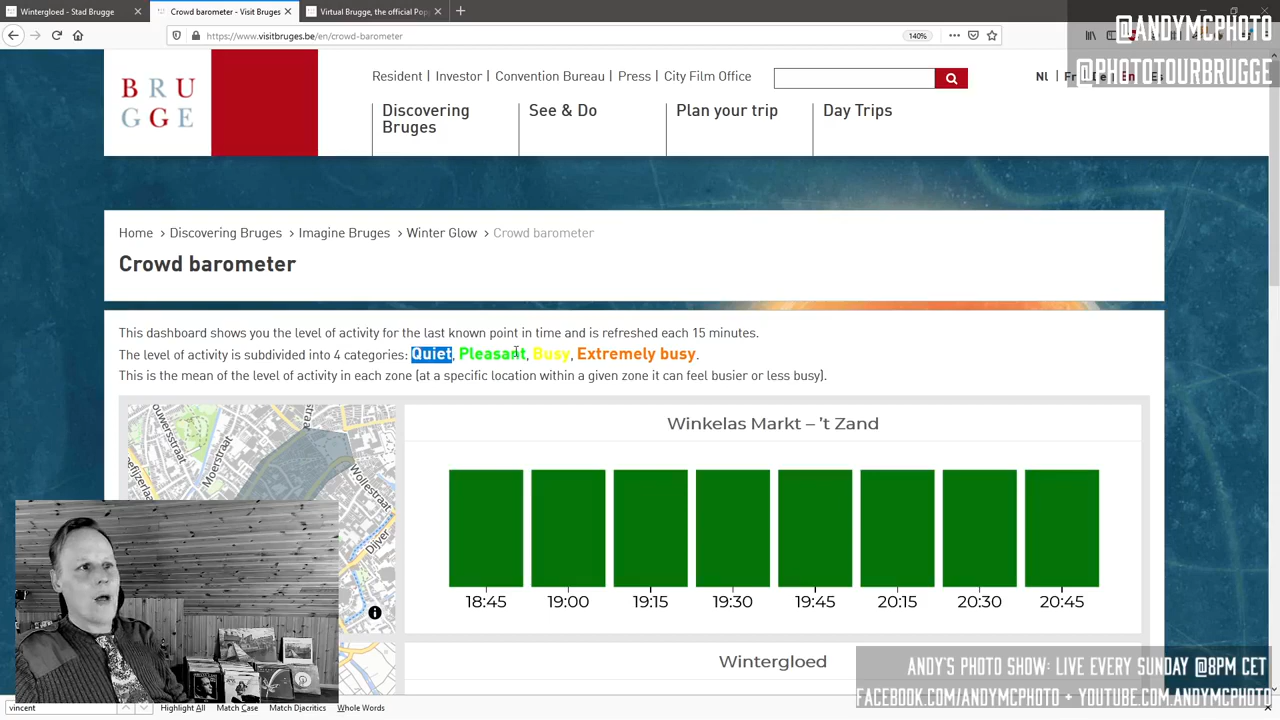 Wintergloed - Stad Brugge
Crowd barometer - Visit Bruges
Virtual Brugge, the official Pop
https://www.visitbruges.be/en/crowd-barometer
140%
@ANDYMCPHOTO
@PHOTOTOURBRUGGE
BRU
GGE
Resident | Investor | Convention Bureau | Press | City Film Office
Nl | Fr De En Es
Discovering Bruges
See & Do
Plan your trip
Day Trips
Home > Discovering Bruges > Imagine Bruges > Winter Glow > Crowd barometer
Crowd barometer
This dashboard shows you the level of activity for the last known point in time and is refreshed each 15 minutes.
The level of activity is subdivided into 4 categories: Quiet, Pleasant, Busy, Extremely busy.
This is the mean of the level of activity in each zone (at a specific location within a given zone it can feel busier or less busy).
Moerstraat
Wollestraat
Dijver
Winkelas Markt – 't Zand
18:45 19:00 19:15 19:30 19:45 20:15 20:30 20:45
Wintergloed
ANDY'S PHOTO SHOW: LIVE EVERY SUNDAY @8PM CET
FACEBOOK.COM/ANDYMCPHOTO + YOUTUBE.COM.ANDYMCPHOTO
vincent
Highlight All Match Case Match Diacritics Whole Words